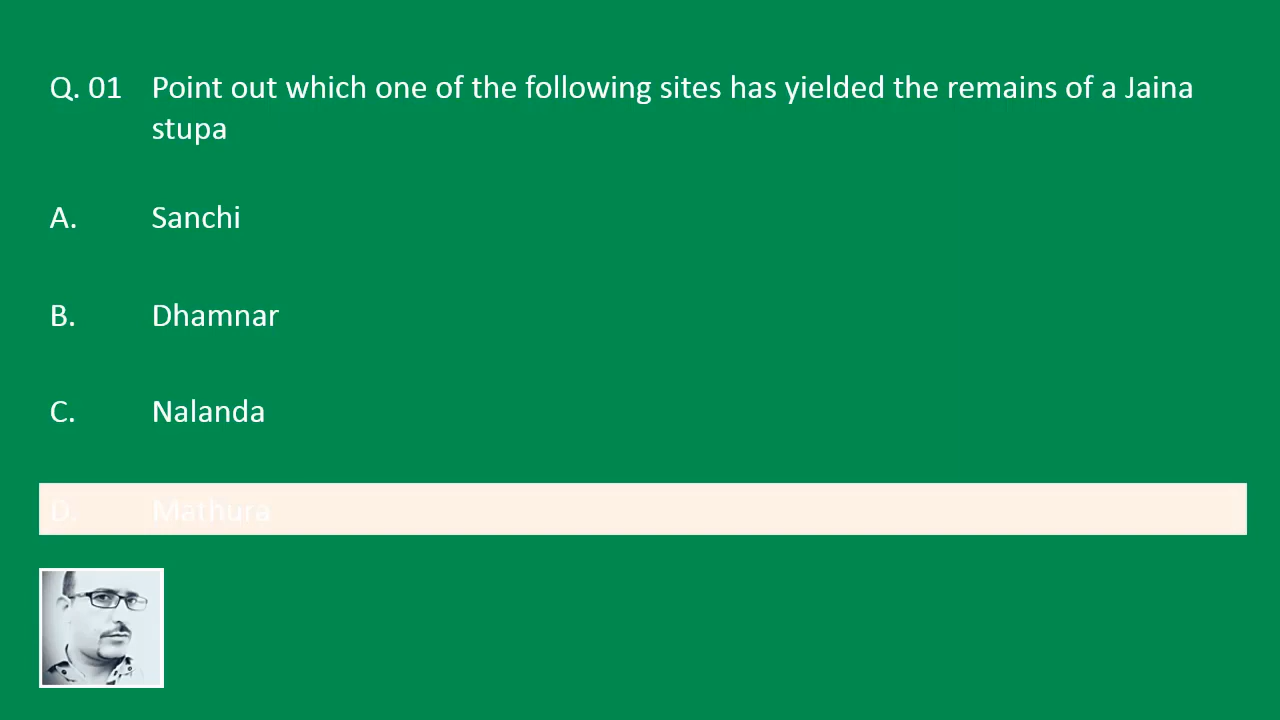 Q. 01 Point out which one of the following sites has yielded the remains of a Jaina
stupa
A. Sanchi
B. Dhamnar
C. Nalanda
D. Mathura